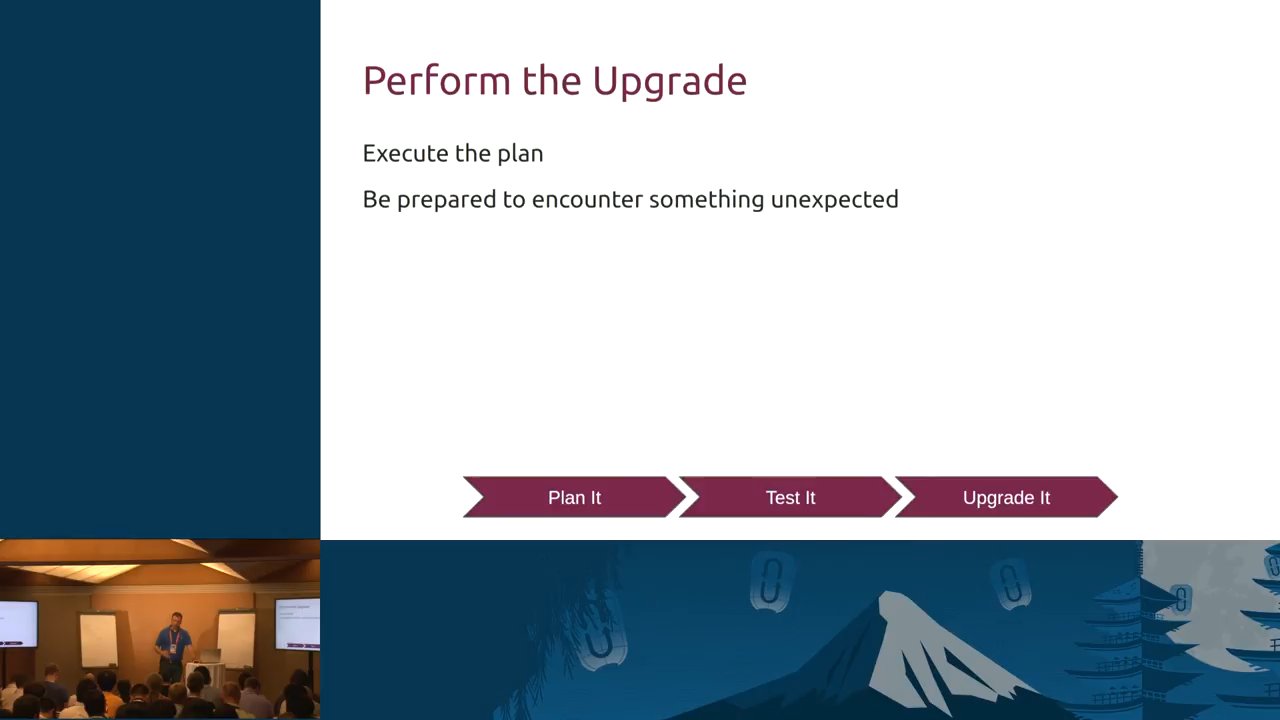 Perform the Upgrade
Execute the plan
Be prepared to encounter something unexpected
Plan It
Test It
Upgrade It